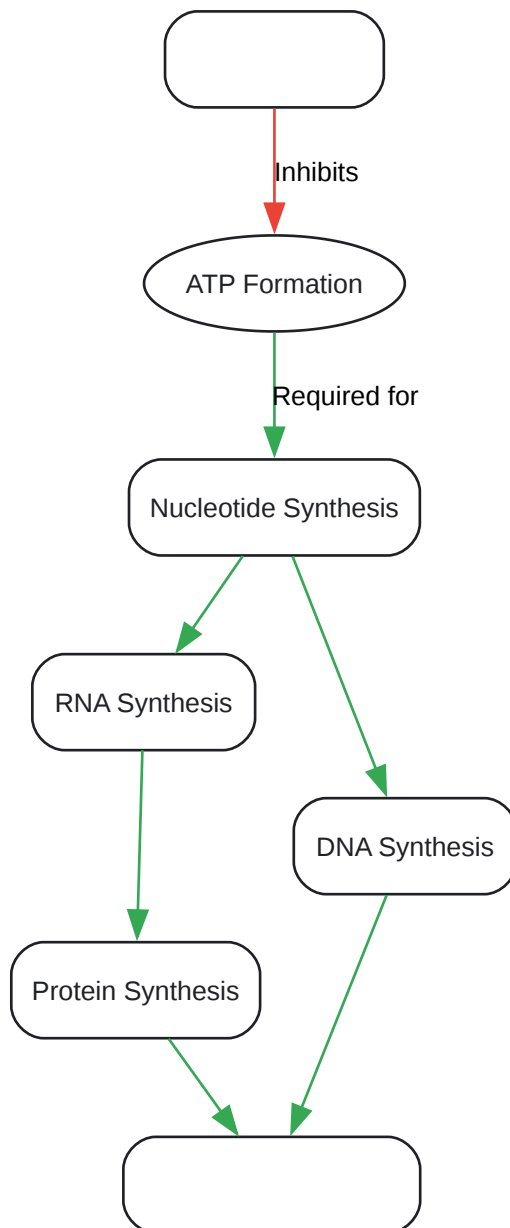 Inhibits
ATP Formation
Required for
Nucleotide Synthesis
RNA Synthesis
DNA Synthesis
Protein Synthesis